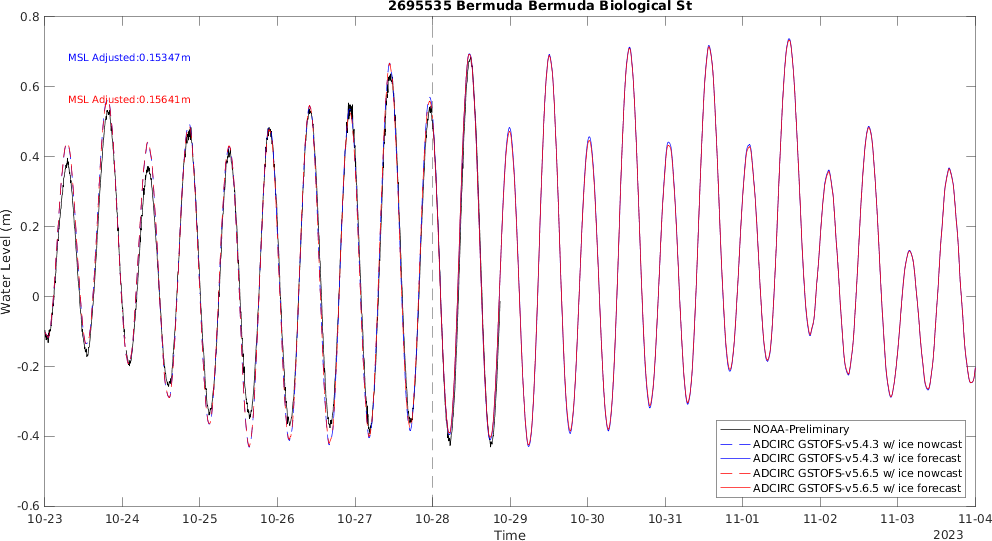 2695535 Bermuda Bermuda Biological St
MSL Adjusted:0.15347m
MSL Adjusted:0.15641m
Water Level (m)
0.8
0.6
0.4
0.2
0
-0.2
-0.4
-0.6
NOAA-Preliminary
ADCIRC GSTOFS-v5.4.3 w/ ice nowcast
ADCIRC GSTOFS-v5.4.3 w/ ice forecast
ADCIRC GSTOFS-v5.6.5 w/ ice nowcast
ADCIRC GSTOFS-v5.6.5 w/ ice forecast
10-23 10-24 10-25 10-26 10-27 10-28 10-29 10-30 10-31 11-01 11-02 11-03 11-04
Time
2023